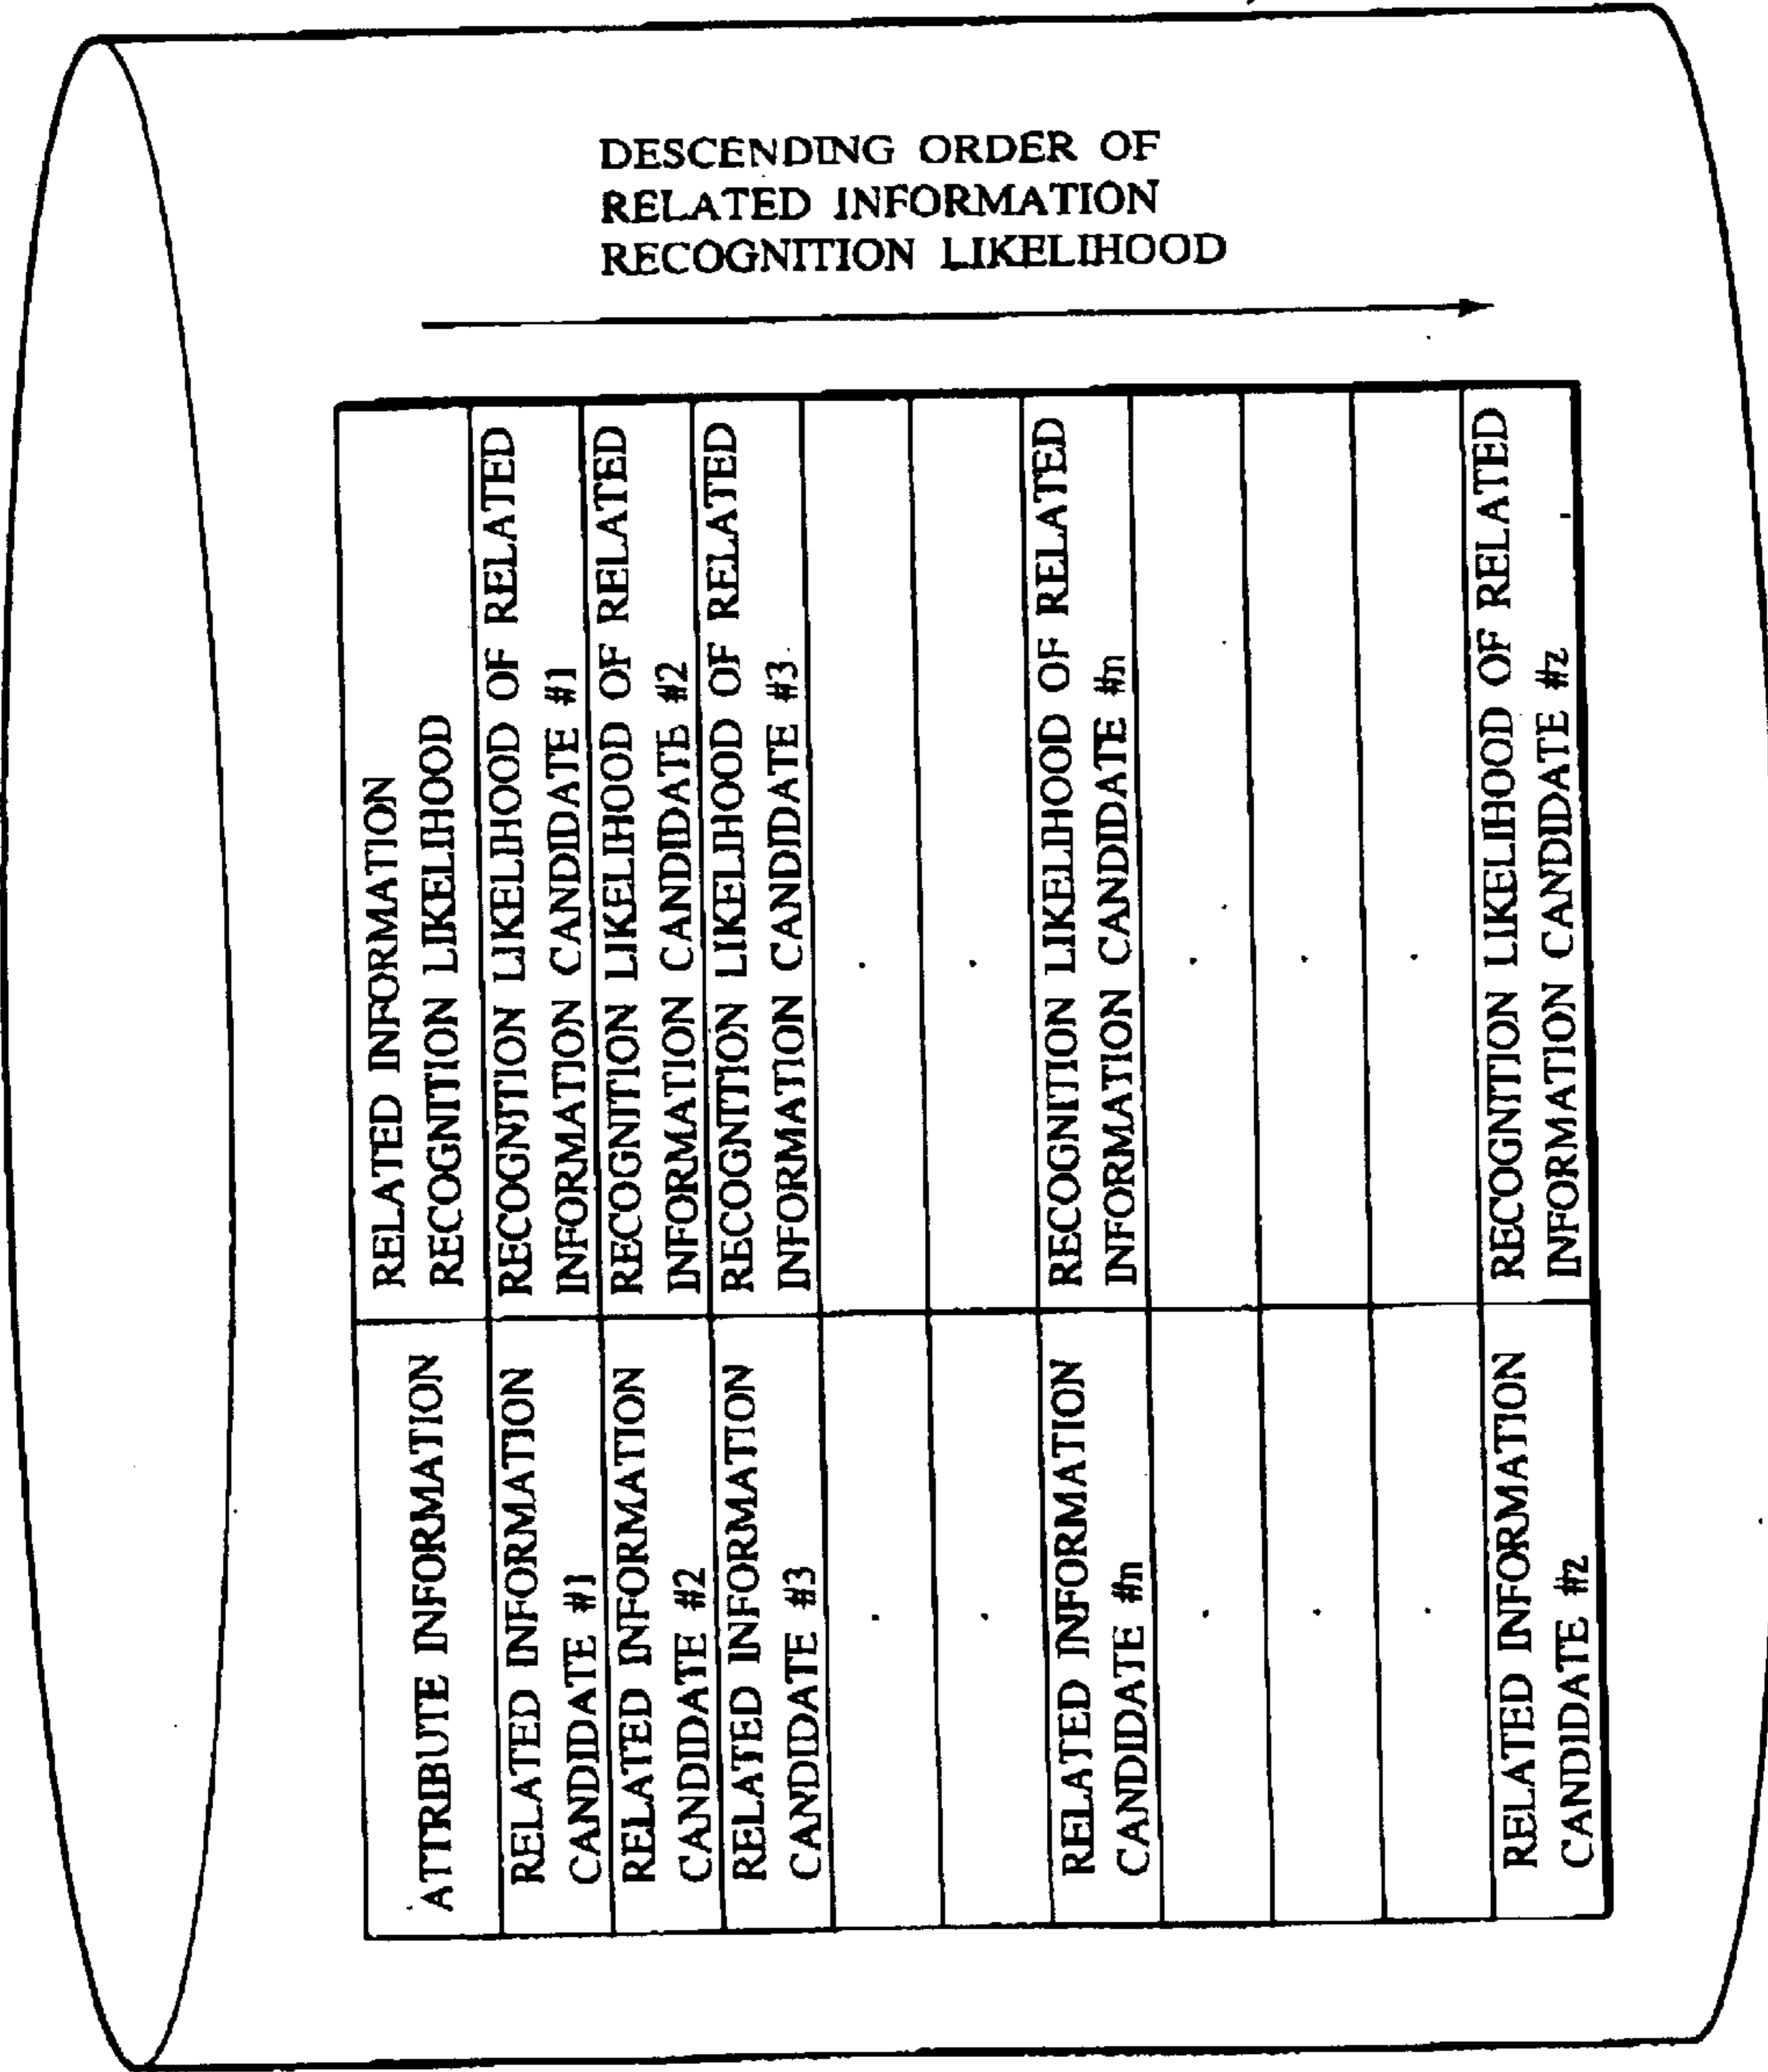 DESCENDING ORDER OF
RELATED INFORMATION
RECOGNITION LIKELIHOOD
ATTRIBUTE INFORMATION
RELATED INFORMATION
RECOGNITION LIKELIHOOD
RELATED INFORMATION
CANDIDATE #1
RECOGNITION LIKELIHOOD OF RELATED
INFORMATION CANDIDATE #1
RELATED INFORMATION
CANDIDATE #2
RECOGNITION LIKELIHOOD OF RELATED
INFORMATION CANDIDATE #2
RELATED INFORMATION
CANDIDATE #3
RECOGNITION LIKELIHOOD OF RELATED
INFORMATION CANDIDATE #3
RELATED INFORMATION
CANDIDATE #n
RECOGNITION LIKELIHOOD OF RELATED
INFORMATION CANDIDATE #n
RELATED INFORMATION
CANDIDATE #z
RECOGNITION LIKELIHOOD OF RELATED
INFORMATION CANDIDATE #z